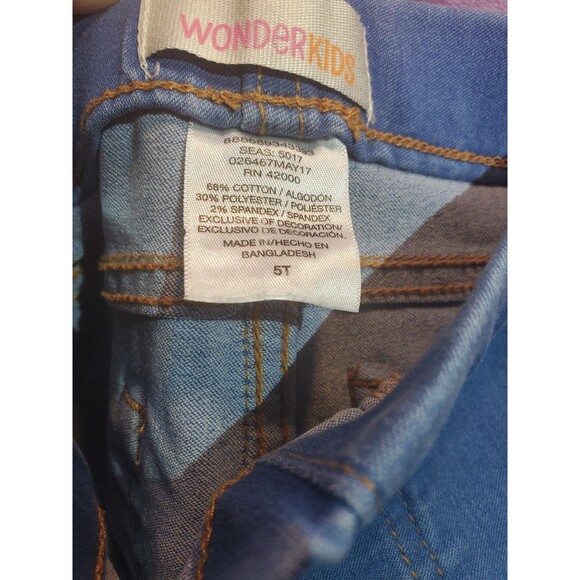 WONDERKIDS
888689343393
SEAS: 5017
026467MAY17
RN 42000
68% COTTON / ALGODÓN
30% POLYESTER / POLIÉSTER
2% SPANDEX / SPANDEX
EXCLUSIVE OF DECORATION/
EXCLUSIVO DE DECORACIÓN.
MADE IN/HECHO EN
BANGLADESH
5T